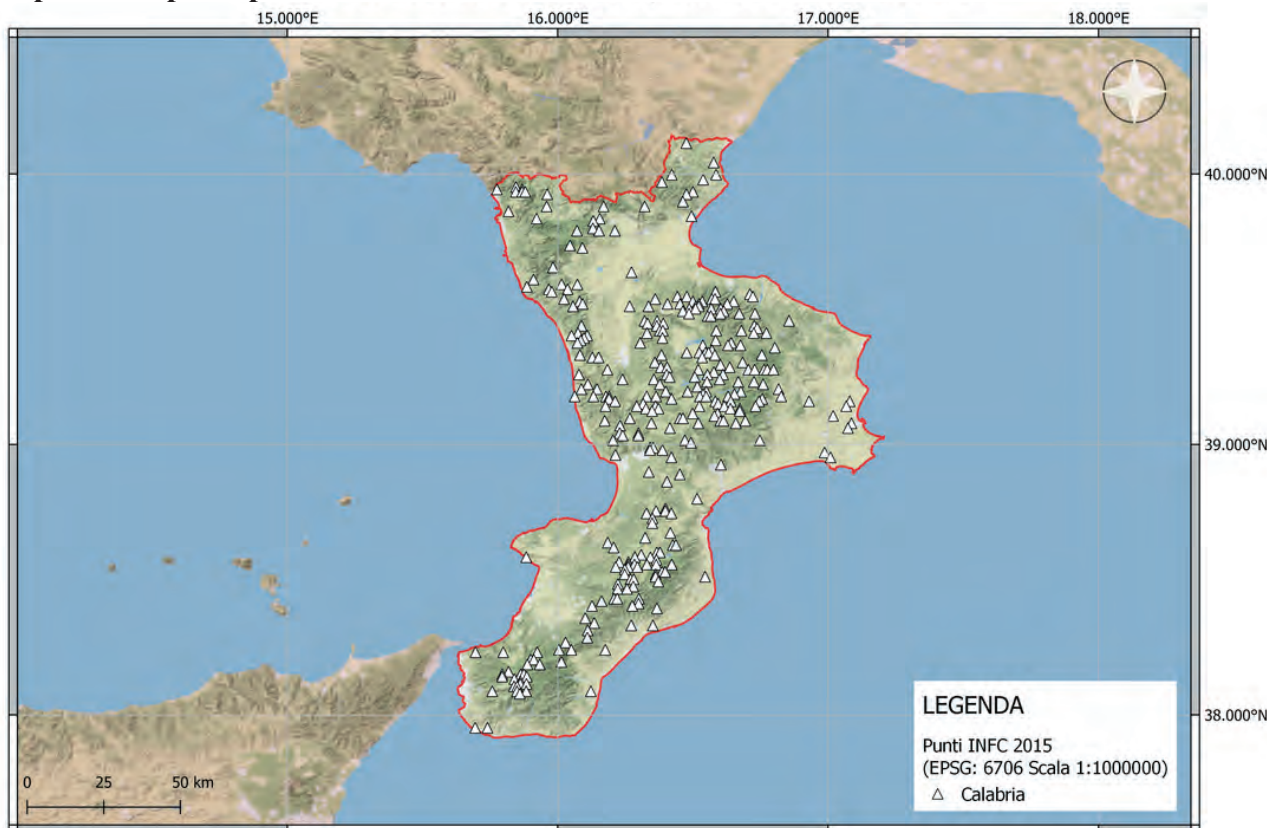 15.000°E 16.000°E 17.000°E 18.000°E
40.000°N
39.000°N
38.000°N
LEGENDA
Punti INFC 2015
(EPSG: 6706 Scala 1:1000000)
Calabria
0 25 50 km